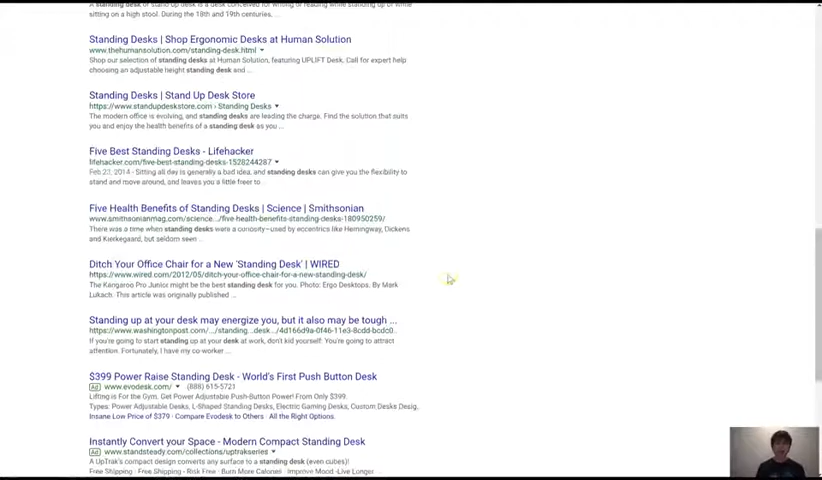 sitting on a high stool. During the 18th and 19th centuries, ...
Standing Desks | Shop Ergonomic Desks at Human Solution
www.thehumansolution.com/standing-desk.html
Shop our selection of standing desks at Human Solution, featuring UPLIFT Desk. Call for expert help
choosing an adjustable height standing desk and ...
Standing Desks | Stand Up Desk Store
https://www.standupdeskstore.com › Standing Desks
The modern office is evolving, and standing desks are leading the charge. Find the solution that suits
you and enjoy the health benefits of a standing desk as you ...
Five Best Standing Desks - Lifehacker
lifehacker.com/five-best-standing-desks-1528244287
Feb 23, 2014 - Sitting all day is generally a bad idea, and standing desks can give you the flexibility to
stand and move around, and leaves you a little freer to
Five Health Benefits of Standing Desks | Science | Smithsonian
www.smithsonianmag.com/science.../five-health-benefits-standing-desks-180950259/
There was a time when standing desks were a curiosity—used by eccentrics like Hemingway, Dickens
and Kierkegaard, but seldom seen ...
Ditch Your Office Chair for a New 'Standing Desk' | WIRED
https://www.wired.com/2012/05/ditch-your-office-chair-for-a-new-standing-desk/
The Kangaroo Pro Junior might be the best standing desk for you. Photo: Ergo Desktops. By Mark
Lukach. This article was originally published ...
Standing up at your desk may energize you, but it also may be tough ...
https://www.washingtonpost.com/.../standing...desk.../4d166d9a-0f46-11e3-8cdd-bcdc0...
If you're going to start standing up at your desk at work, don't kid yourself: You're going to attract
attention. Fortunately, I have my co-worker ...
$399 Power Raise Standing Desk - World's First Push Button Desk
Ad www.evodesk.com/ (888) 615-5721
Lifting is For the Gym. Get Power Adjustable Push-Button Power! From Only $399.
Types: Power Adjustable Desks, L-Shaped Standing Desks, Electric Gaming Desks, Custom Desks Desig,
Insane Low Price of $379 · Compare Evodesk to Others · All the Right Options.
Instantly Convert your Space - Modern Compact Standing Desk
Ad www.standsteady.com/collections/uptrakseries
A UpTrak's compact design converts any surface to a standing desk (even cubes)!
Free Shipping · Free Shipping - Risk Free · Burn More Calories · Improve Mood · Live Longer